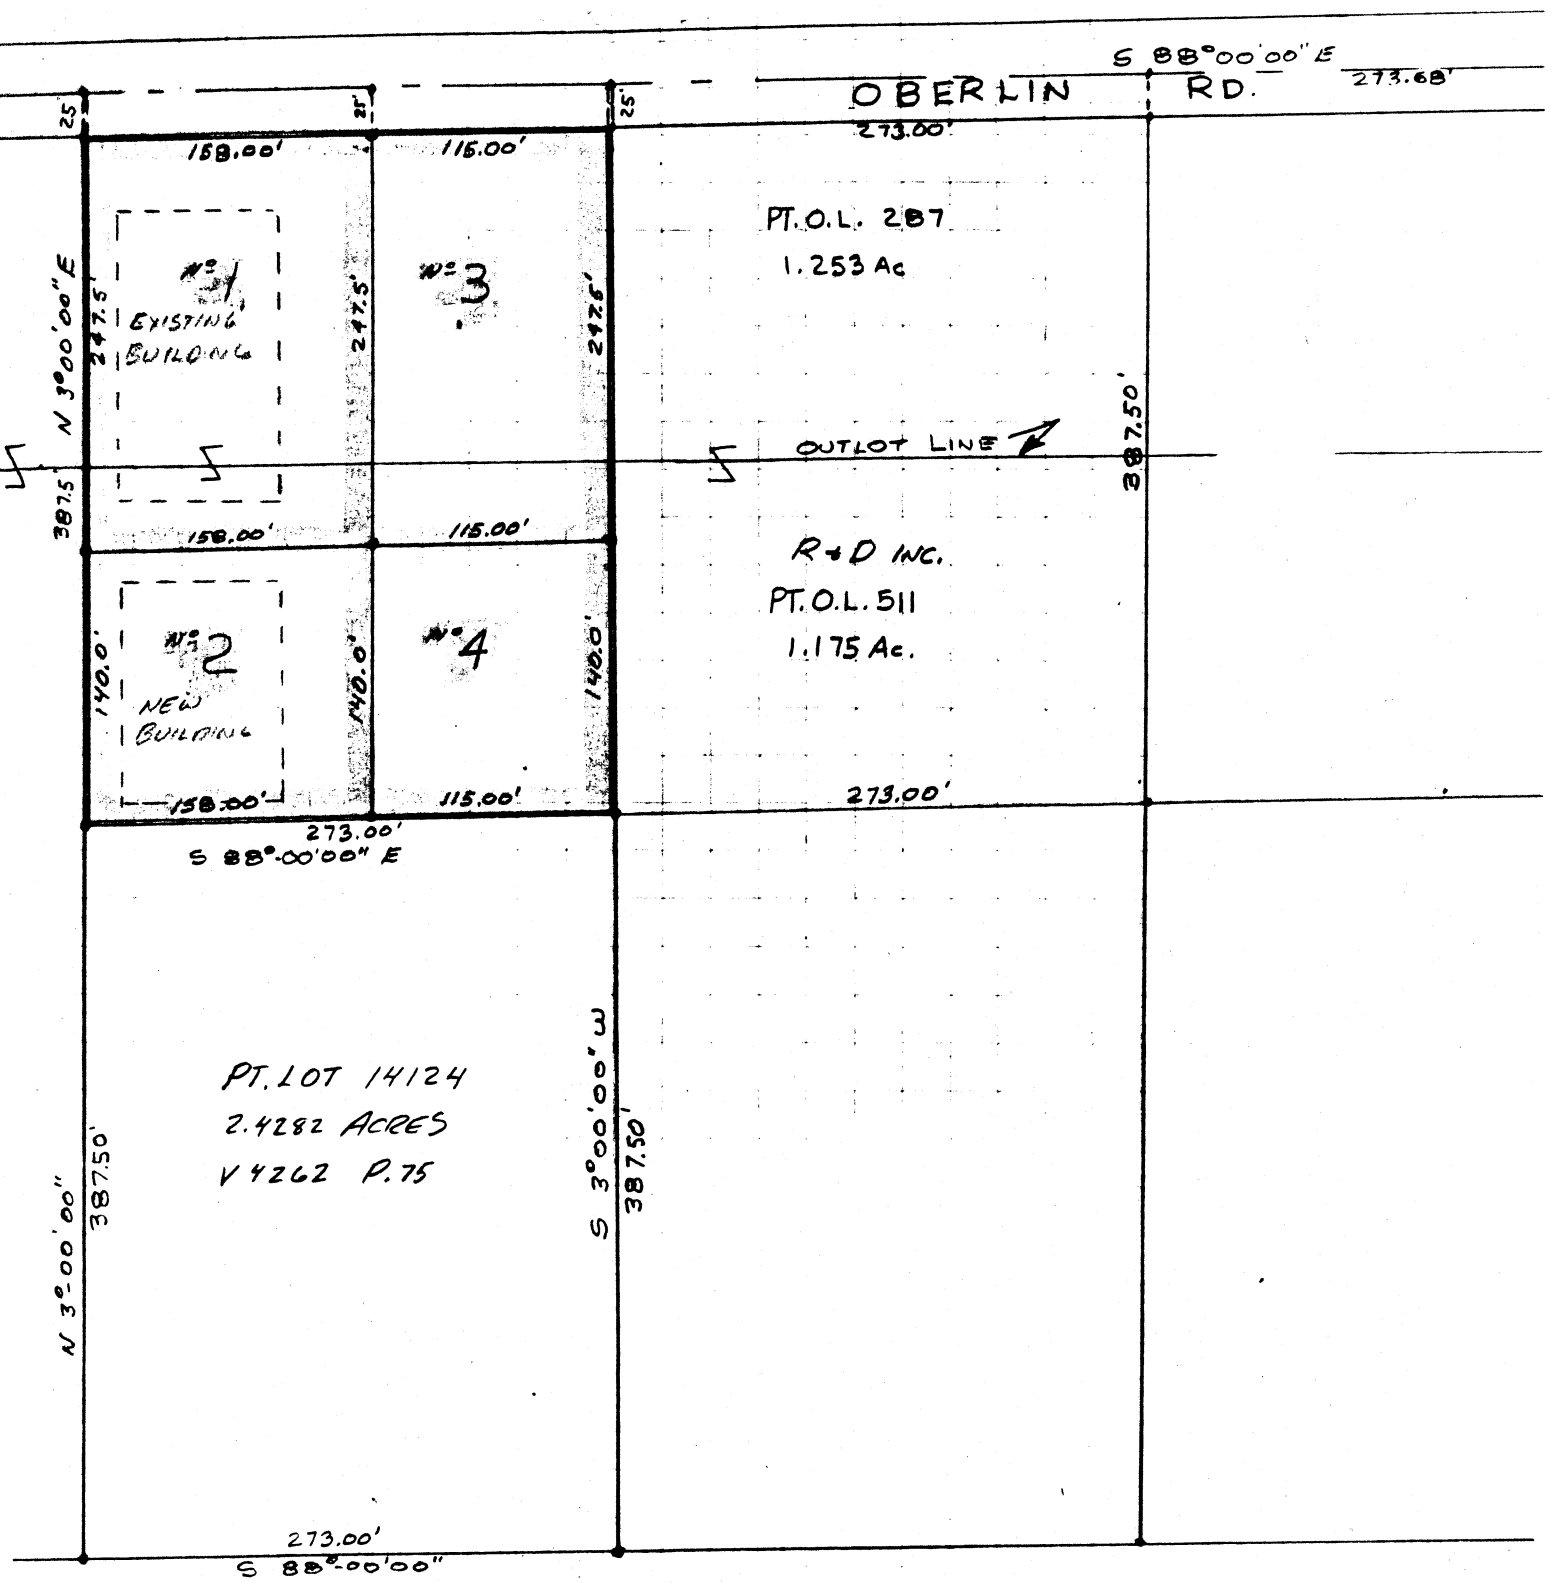 S 88°00'00" E
273.68'
OBERLIN RD.
25'
25'
25'
158.00'
115.00'
273.00'
N 3°00'00" E
387.5'
247.5'
Nº 1
EXISTING
BUILDING
247.5'
Nº 3
247.5'
PT. O.L. 287
1.253 Ac
387.50'
OUTLOT LINE
158.00'
115.00'
R & D INC.
PT. O.L. 511
1.175 Ac.
140.0'
Nº 2
NEW
BUILDING
140.0'
Nº 4
140.0'
158.00'
115.00'
273.00'
273.00'
S 88°-00'00" E
PT. LOT 14124
2.4282 ACRES
V 4262 P. 75
N 3°-00'00"
387.50'
S 3°00'00" W
387.50'
273.00'
S 88°-00'00"